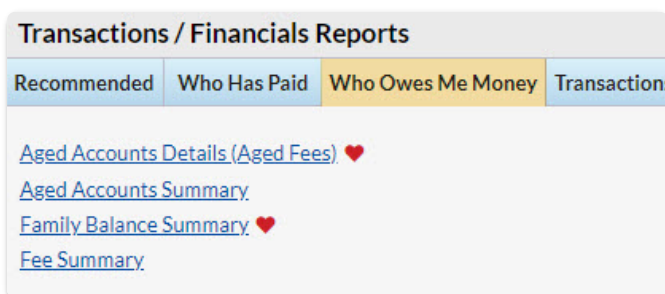 Transactions / Financials Reports
Recommended Who Has Paid Who Owes Me Money Transactions
Aged Accounts Details (Aged Fees)
Aged Accounts Summary
Family Balance Summary
Fee Summary